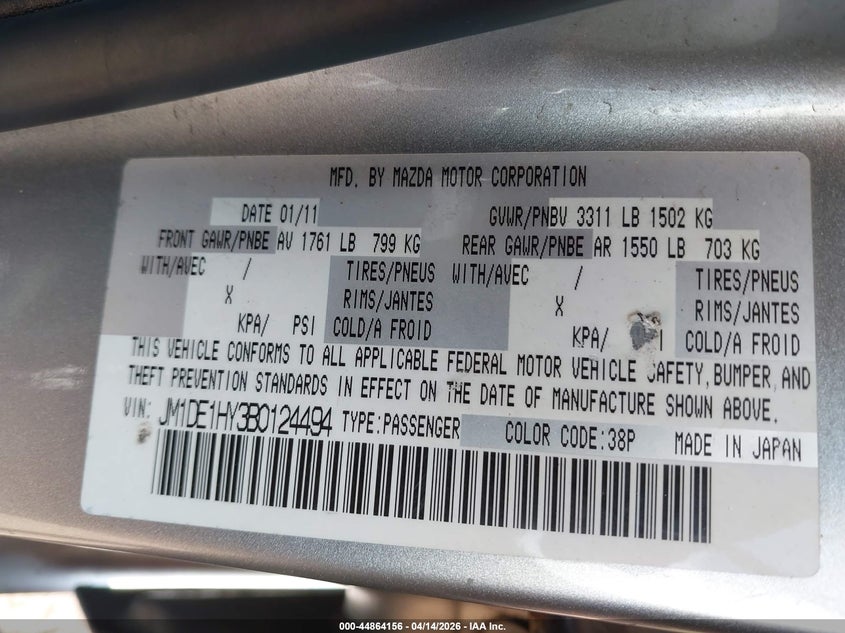 MFD. BY MAZDA MOTOR CORPORATION
DATE 01/11 GVWR/PNBV 3311 LB 1502 KG
FRONT GAWR/PNBE AV 1761 LB 799 KG REAR GAWR/PNBE AR 1550 LB 703 KG
WITH/AVEC / TIRES/PNEUS WITH/AVEC / TIRES/PNEUS
X RIMS/JANTES X RIMS/JANTES
KPA/ PSI COLD/A FROID KPA/ COLD/A FROID
THIS VEHICLE CONFORMS TO ALL APPLICABLE FEDERAL MOTOR VEHICLE SAFETY, BUMPER, AND
THEFT PREVENTION STANDARDS IN EFFECT ON THE DATE OF MANUFACTURE SHOWN ABOVE.
VIN: JM1DE1HY3B0124494 TYPE:PASSENGER COLOR CODE:38P MADE IN JAPAN
000-44864156 - 04/14/2026 - IAA Inc.